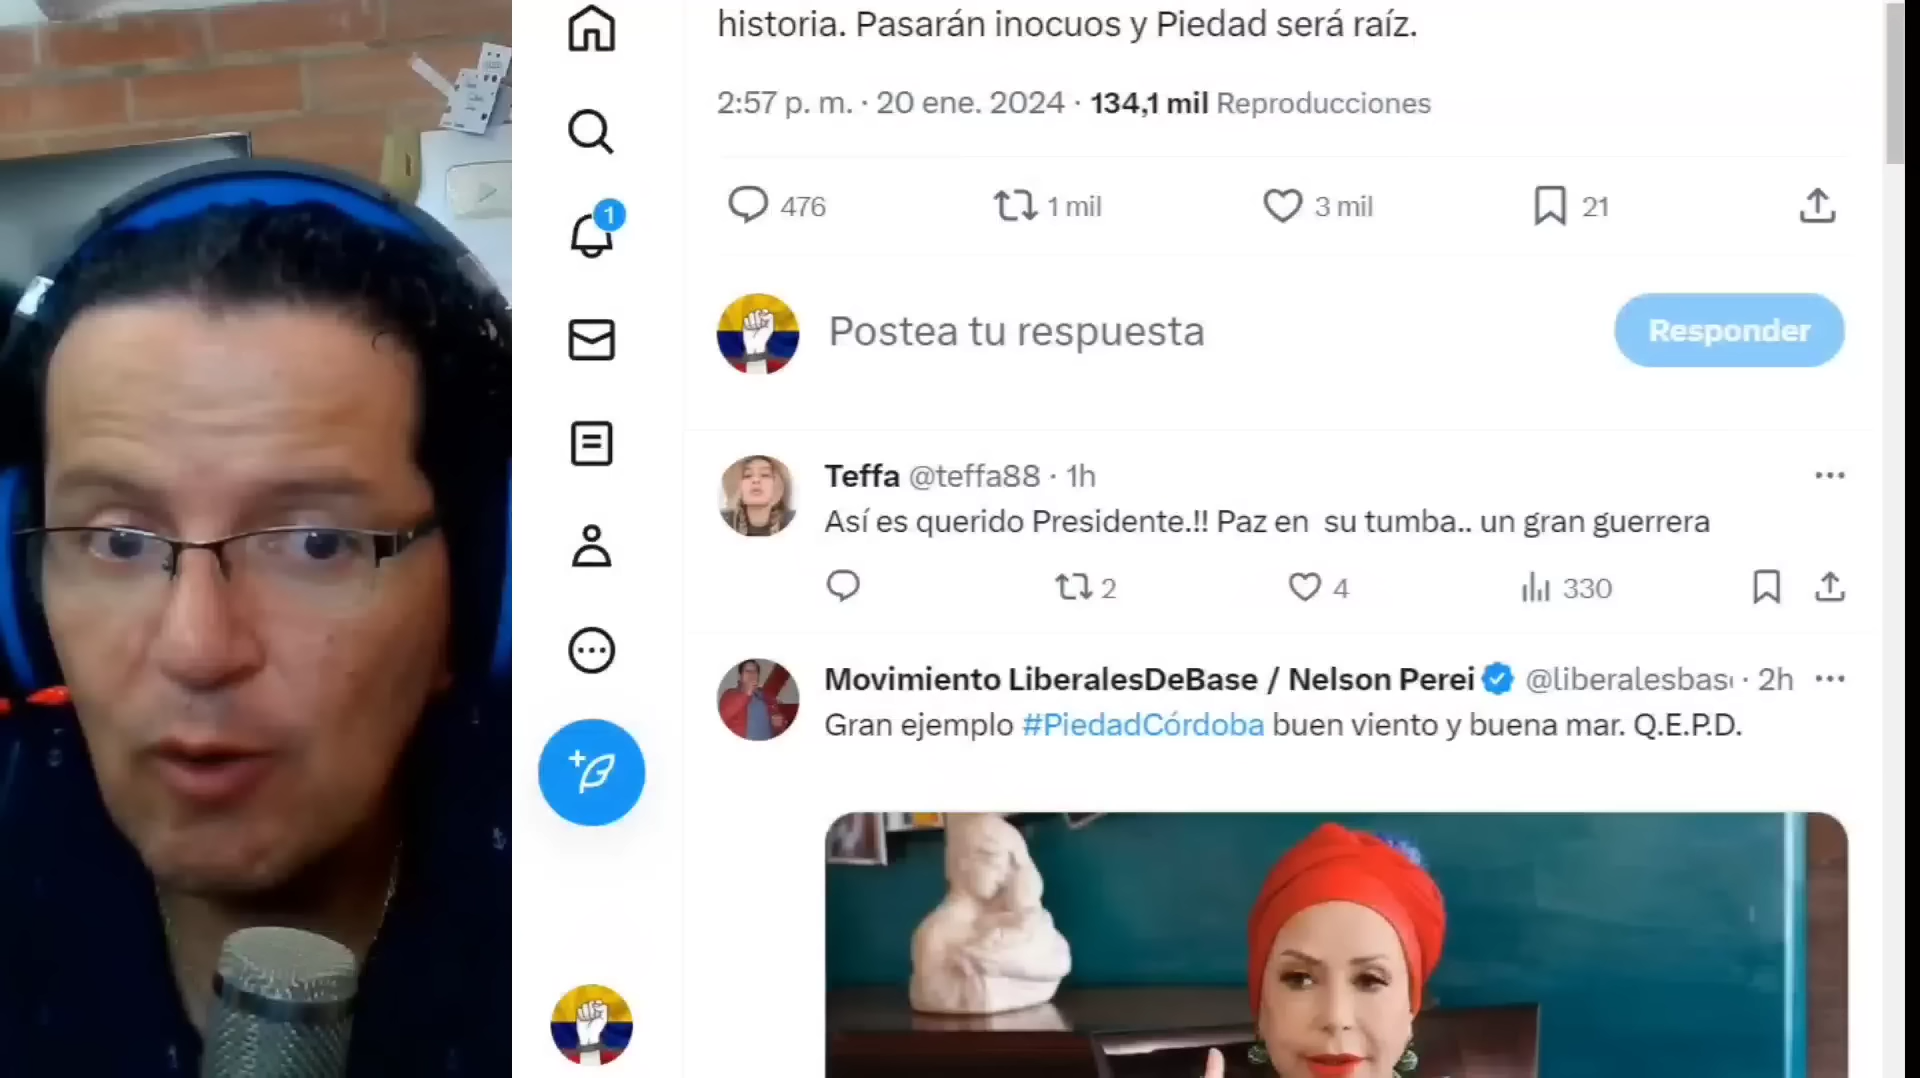 historia. Pasarán inocuos y Piedad será raíz.
2:57 p. m. · 20 ene. 2024 · 134,1 mil Reproducciones
476 1 mil 3 mil 21
1
Postea tu respuesta Responder
Teffa @teffa88 · 1h
Así es querido Presidente.!! Paz en su tumba.. un gran guerrera
2 4 330
Movimiento LiberalesDeBase / Nelson Perei @liberalesbas · 2h
Gran ejemplo #PiedadCórdoba buen viento y buena mar. Q.E.P.D.